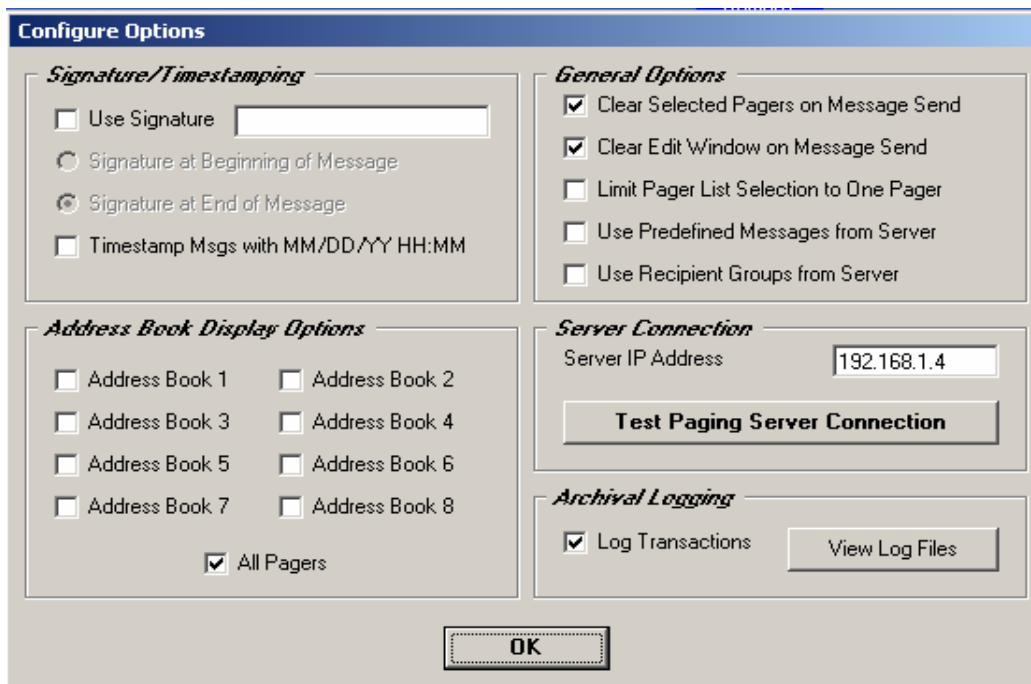 Configure Options
Signature/Timestamping
Use Signature
Signature at Beginning of Message
Signature at End of Message
Timestamp Msgs with MM/DD/YY HH:MM
General Options
Clear Selected Pagers on Message Send
Clear Edit Window on Message Send
Limit Pager List Selection to One Pager
Use Predefined Messages from Server
Use Recipient Groups from Server
Address Book Display Options
Address Book 1 Address Book 2
Address Book 3 Address Book 4
Address Book 5 Address Book 6
Address Book 7 Address Book 8
All Pagers
Server Connection
Server IP Address 192.168.1.4
Test Paging Server Connection
Archival Logging
Log Transactions View Log Files
OK